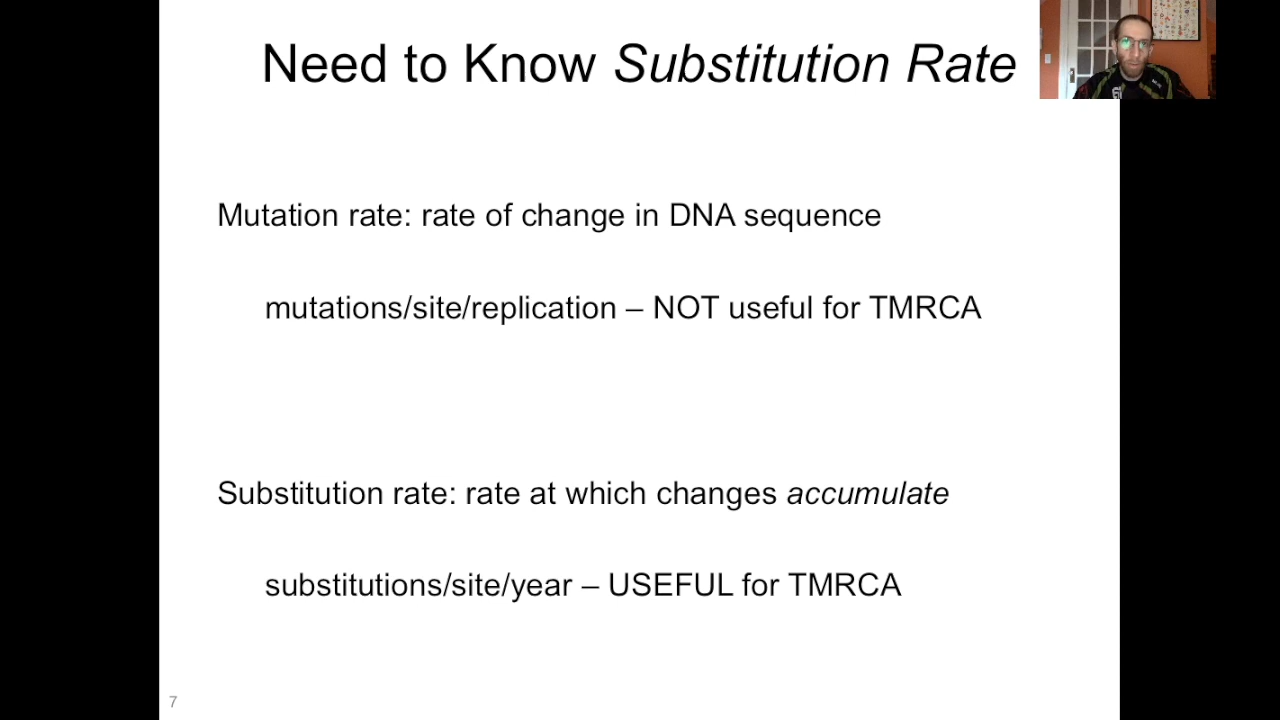 Need to Know Substitution Rate
Mutation rate: rate of change in DNA sequence
mutations/site/replication – NOT useful for TMRCA
Substitution rate: rate at which changes accumulate
substitutions/site/year – USEFUL for TMRCA
7